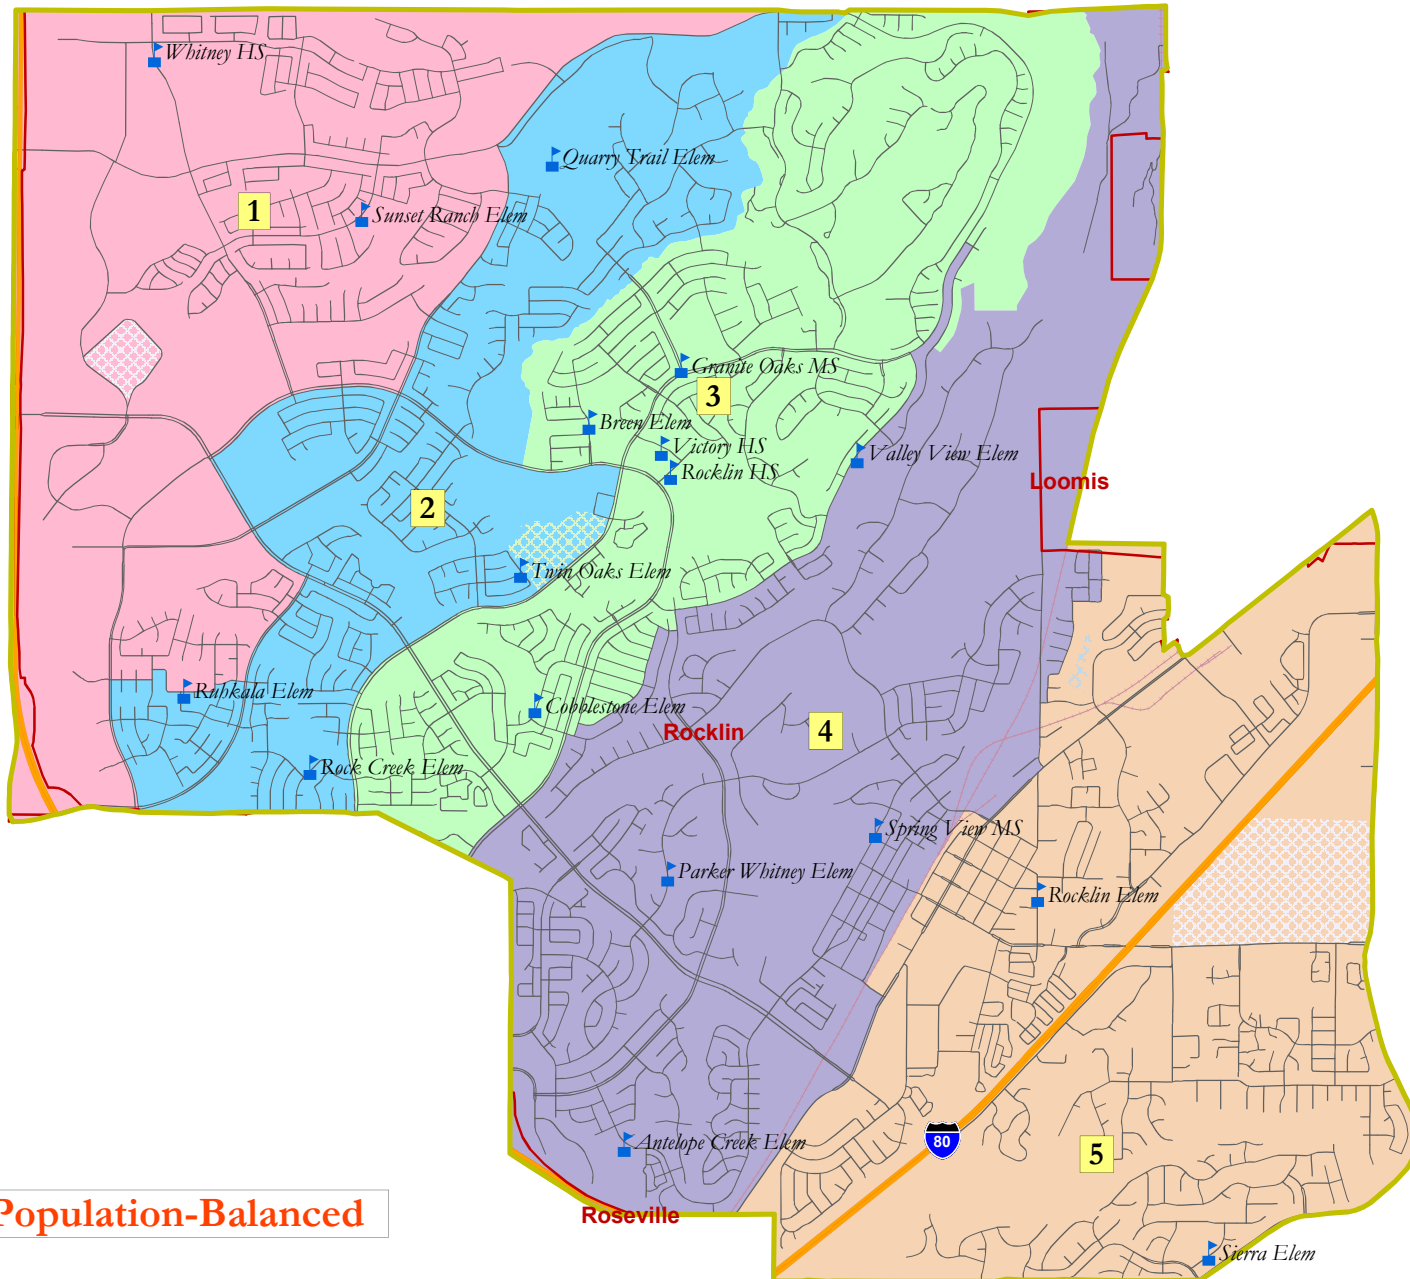 Whitney HS
Quarry Trail Elem
1
Sunset Ranch Elem
Granite Oaks MS
3
Breen Elem
Victory HS
Valley View Elem
Rocklin HS
Loomis
2
Twin Oaks Elem
Ruhkala Elem
Cobblestone Elem
Rocklin
4
Rock Creek Elem
Spring View MS
Parker Whitney Elem
Rocklin Elem
80
Antelope Creek Elem
5
Population-Balanced
Roseville
Sierra Elem